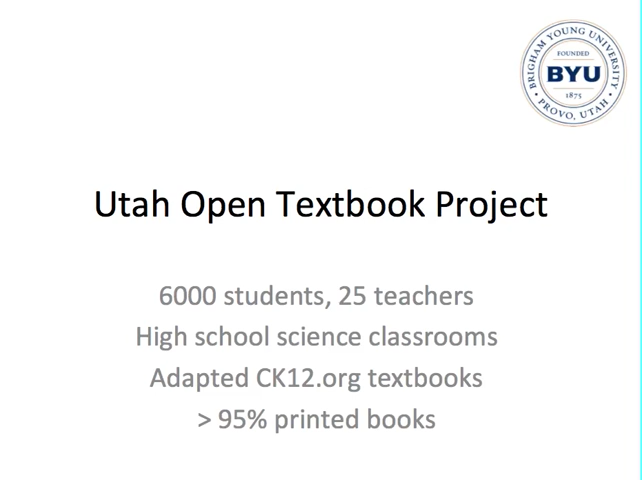 BRIGHAM YOUNG UNIVERSITY
FOUNDED
BYU
1875
PROVO, UTAH
Utah Open Textbook Project
6000 students, 25 teachers
High school science classrooms
Adapted CK12.org textbooks
> 95% printed books